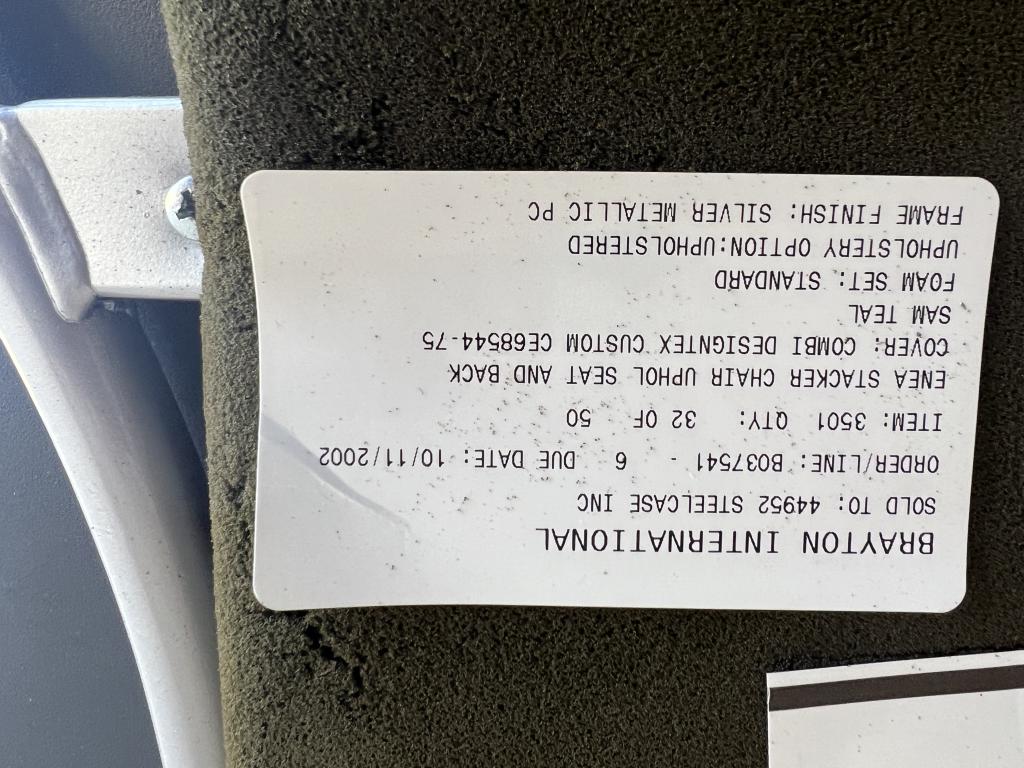 BRAYTON INTERNATIONAL
SOLD TO: 44952 STEELCASE INC
ORDER/LINE: B037541 - 6 DUE DATE: 10/11/2002
ITEM: 3501 QTY: 32 OF 50
ENEA STACKER CHAIR UPHOL SEAT AND BACK
COVER: COMBI DESIGNTEX CUSTOM CE68544-75
SAM TEAL
FOAM SET: STANDARD
UPHOLSTERY OPTION:UPHOLSTERED
FRAME FINISH: SILVER METALLIC PC